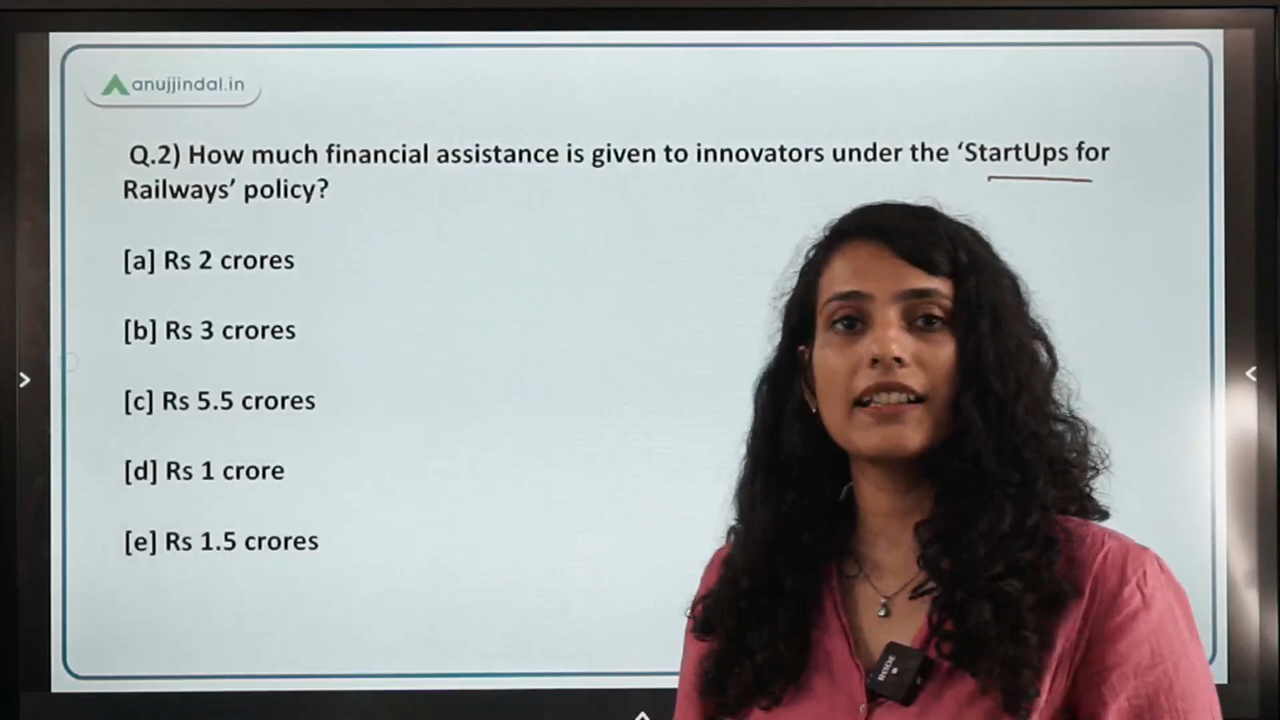 anujjindal.in
Q.2) How much financial assistance is given to innovators under the ‘StartUps for
Railways’ policy?
[a] Rs 2 crores
[b] Rs 3 crores
[c] Rs 5.5 crores
[d] Rs 1 crore
[e] Rs 1.5 crores
RODE